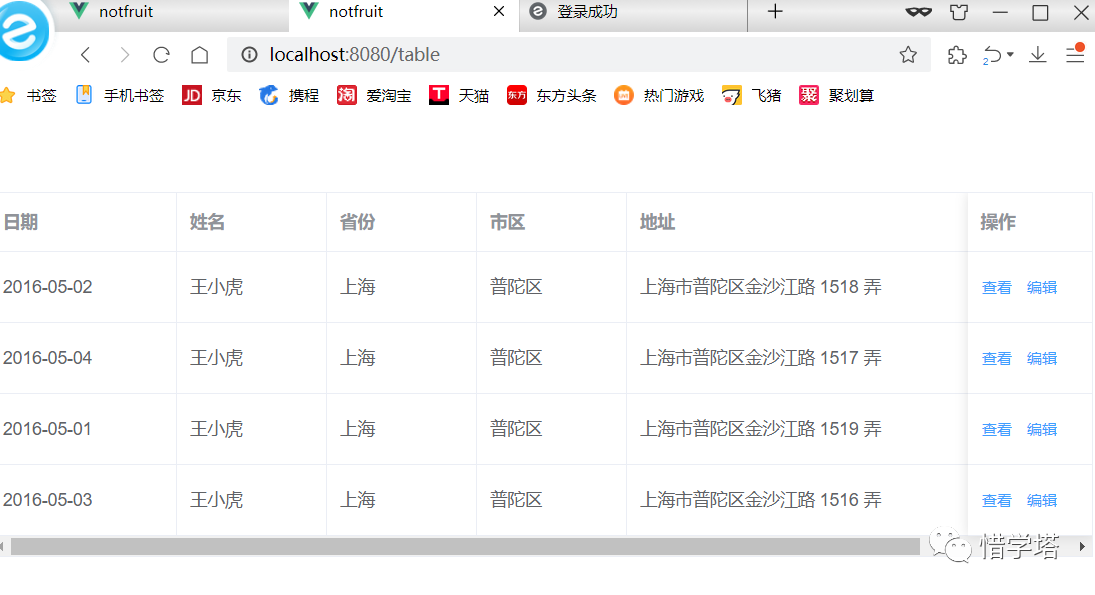 notfruit notfruit 登录成功
localhost:8080/table 2
书签 手机书签 JD 京东 携程 淘 爱淘宝 T 天猫 东方 东方头条 热门游戏 飞猪 聚 聚划算
日期 姓名 省份 市区 地址 操作
2016-05-02 王小虎 上海 普陀区 上海市普陀区金沙江路 1518 弄 查看 编辑
2016-05-04 王小虎 上海 普陀区 上海市普陀区金沙江路 1517 弄 查看 编辑
2016-05-01 王小虎 上海 普陀区 上海市普陀区金沙江路 1519 弄 查看 编辑
2016-05-03 王小虎 上海 普陀区 上海市普陀区金沙江路 1516 弄 查看 编辑
惜学塔